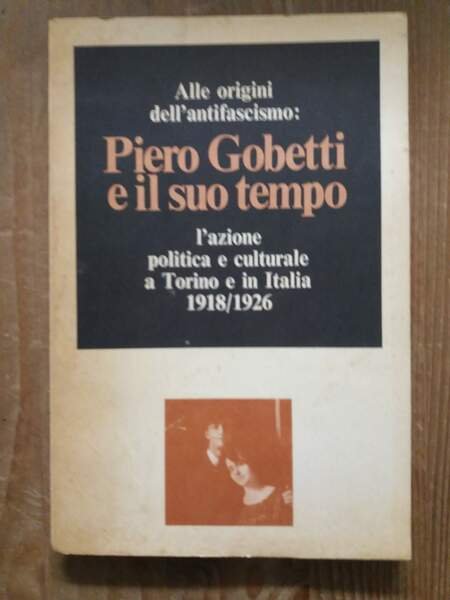 Alle origini
dell'antifascismo:
Piero Gobetti
e il suo tempo
l'azione
politica e culturale
a Torino e in Italia
1918/1926